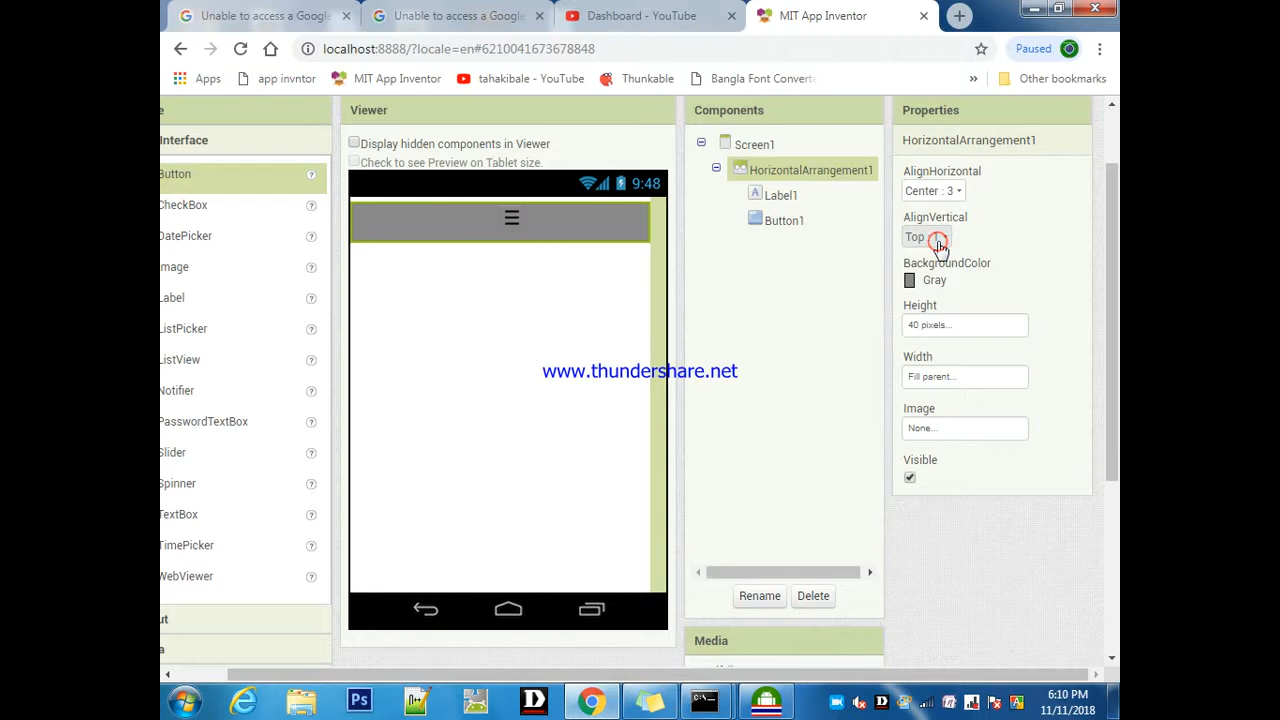 Unable to access a Google
Unable to access a Google
Dashboard - YouTube
MIT App Inventor
localhost:8888/?locale=en#6210041673678848
Paused
Apps
app invntor
MIT App Inventor
tahakibale - YouTube
Thunkable
Bangla Font Converte
»
Other bookmarks
Viewer
Components
Properties
Interface
Display hidden components in Viewer
Check to see Preview on Tablet size.
9:48
Button
CheckBox
DatePicker
Image
Label
ListPicker
ListView
Notifier
PasswordTextBox
Slider
Spinner
TextBox
TimePicker
WebViewer
Screen1
HorizontalArrangement1
Label1
Button1
HorizontalArrangement1
AlignHorizontal
Center : 3
AlignVertical
Top : 1
BackgroundColor
Gray
Height
40 pixels...
Width
Fill parent...
Image
None...
Visible
www.thundershare.net
Rename
Delete
Media
6:10 PM
11/11/2018